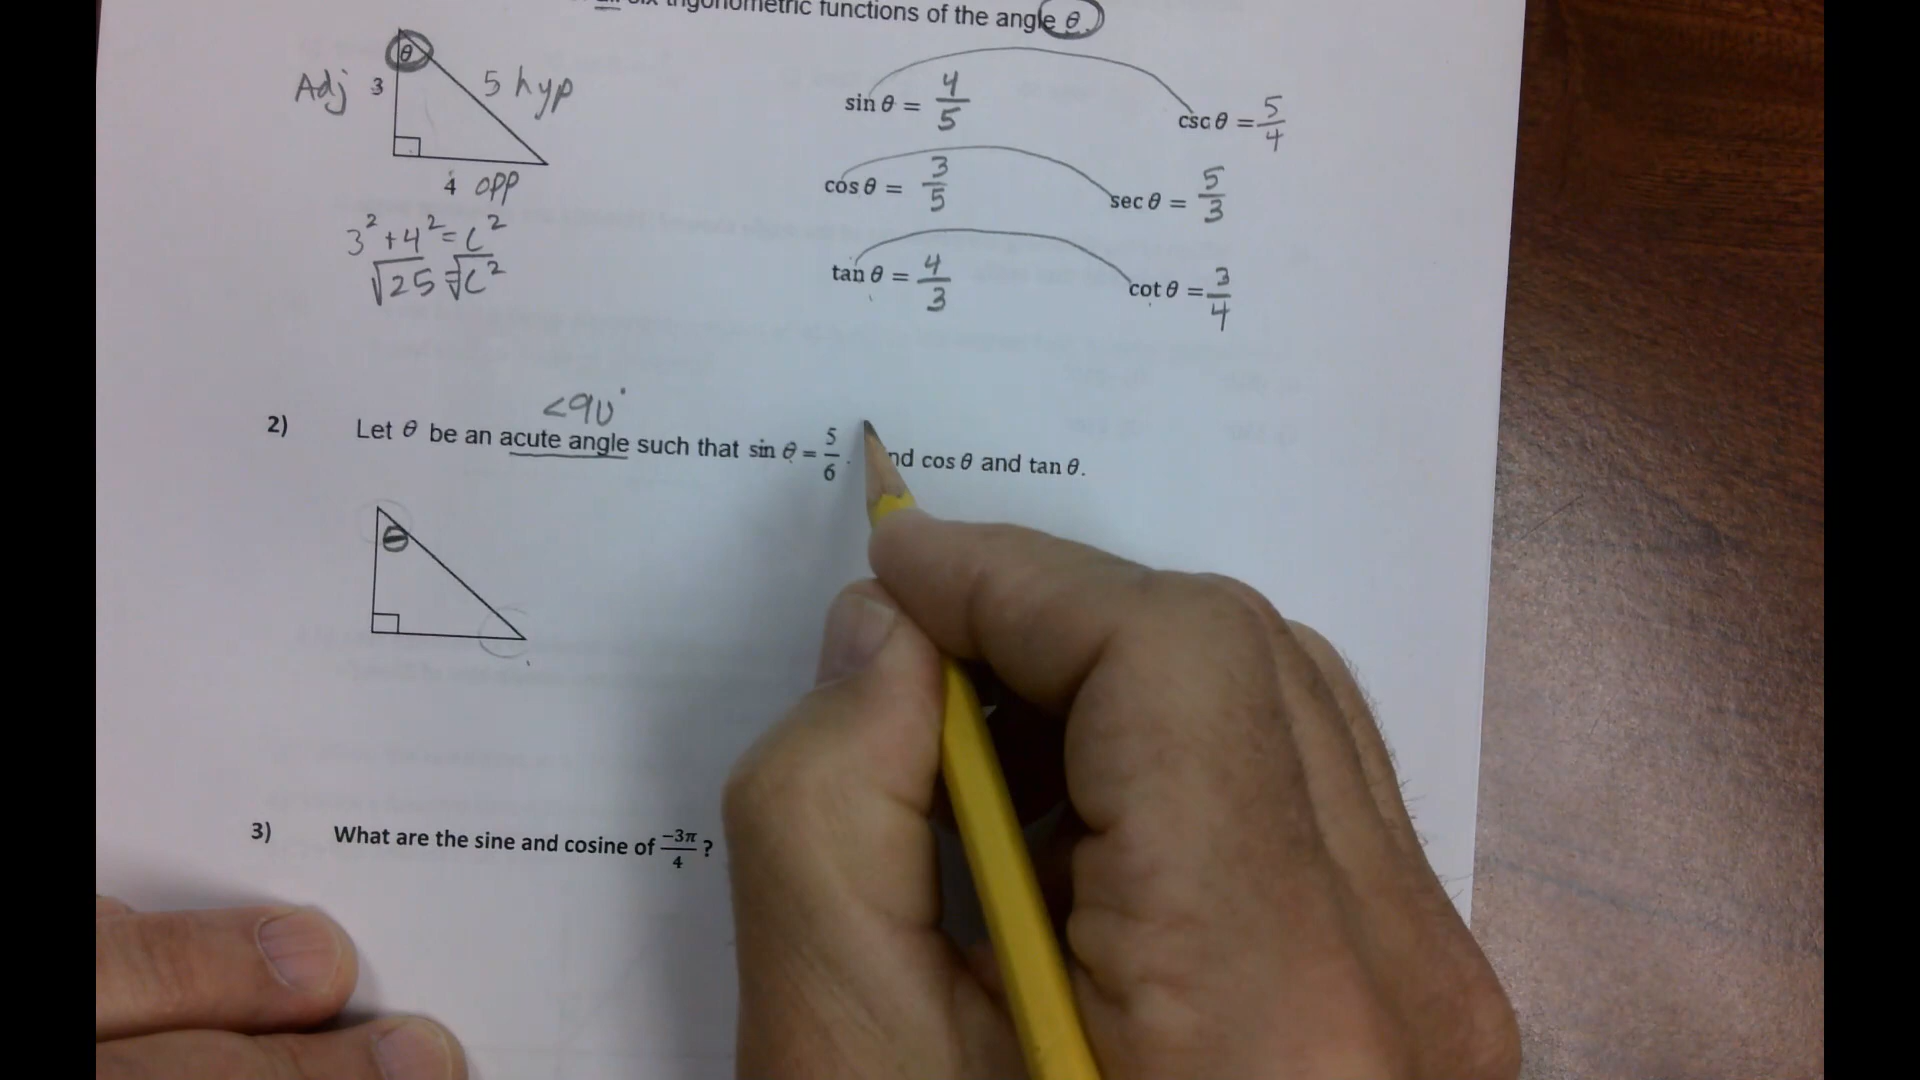 six trigonometric functions of the angle θ.
θ
Adj 3 5 hyp
4 opp
3² + 4² = c²
√25 = √c²
sin θ = 4/5
csc θ = 5/4
cos θ = 3/5
sec θ = 5/3
tan θ = 4/3
cot θ = 3/4
<90°
2) Let θ be an acute angle such that sin θ = 5/6. nd cos θ and tan θ.
θ
3) What are the sine and cosine of −3π/4 ?